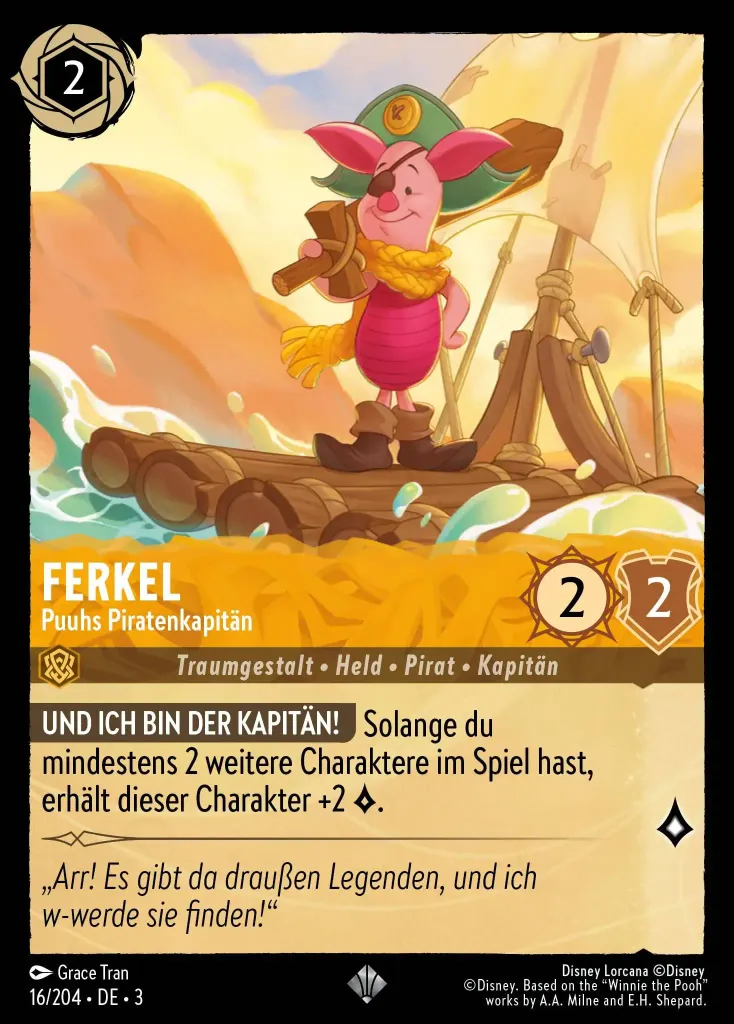 2
FERKEL
Puuhs Piratenkapitän
2
2
Traumgestalt • Held • Pirat • Kapitän
UND ICH BIN DER KAPITÄN! Solange du
mindestens 2 weitere Charaktere im Spiel hast,
erhält dieser Charakter +2 .
„Arr! Es gibt da draußen Legenden, und ich
w-werde sie finden!“
Grace Tran
16/204 • DE • 3
Disney Lorcana ©Disney
©Disney. Based on the “Winnie the Pooh”
works by A.A. Milne and E.H. Shepard.